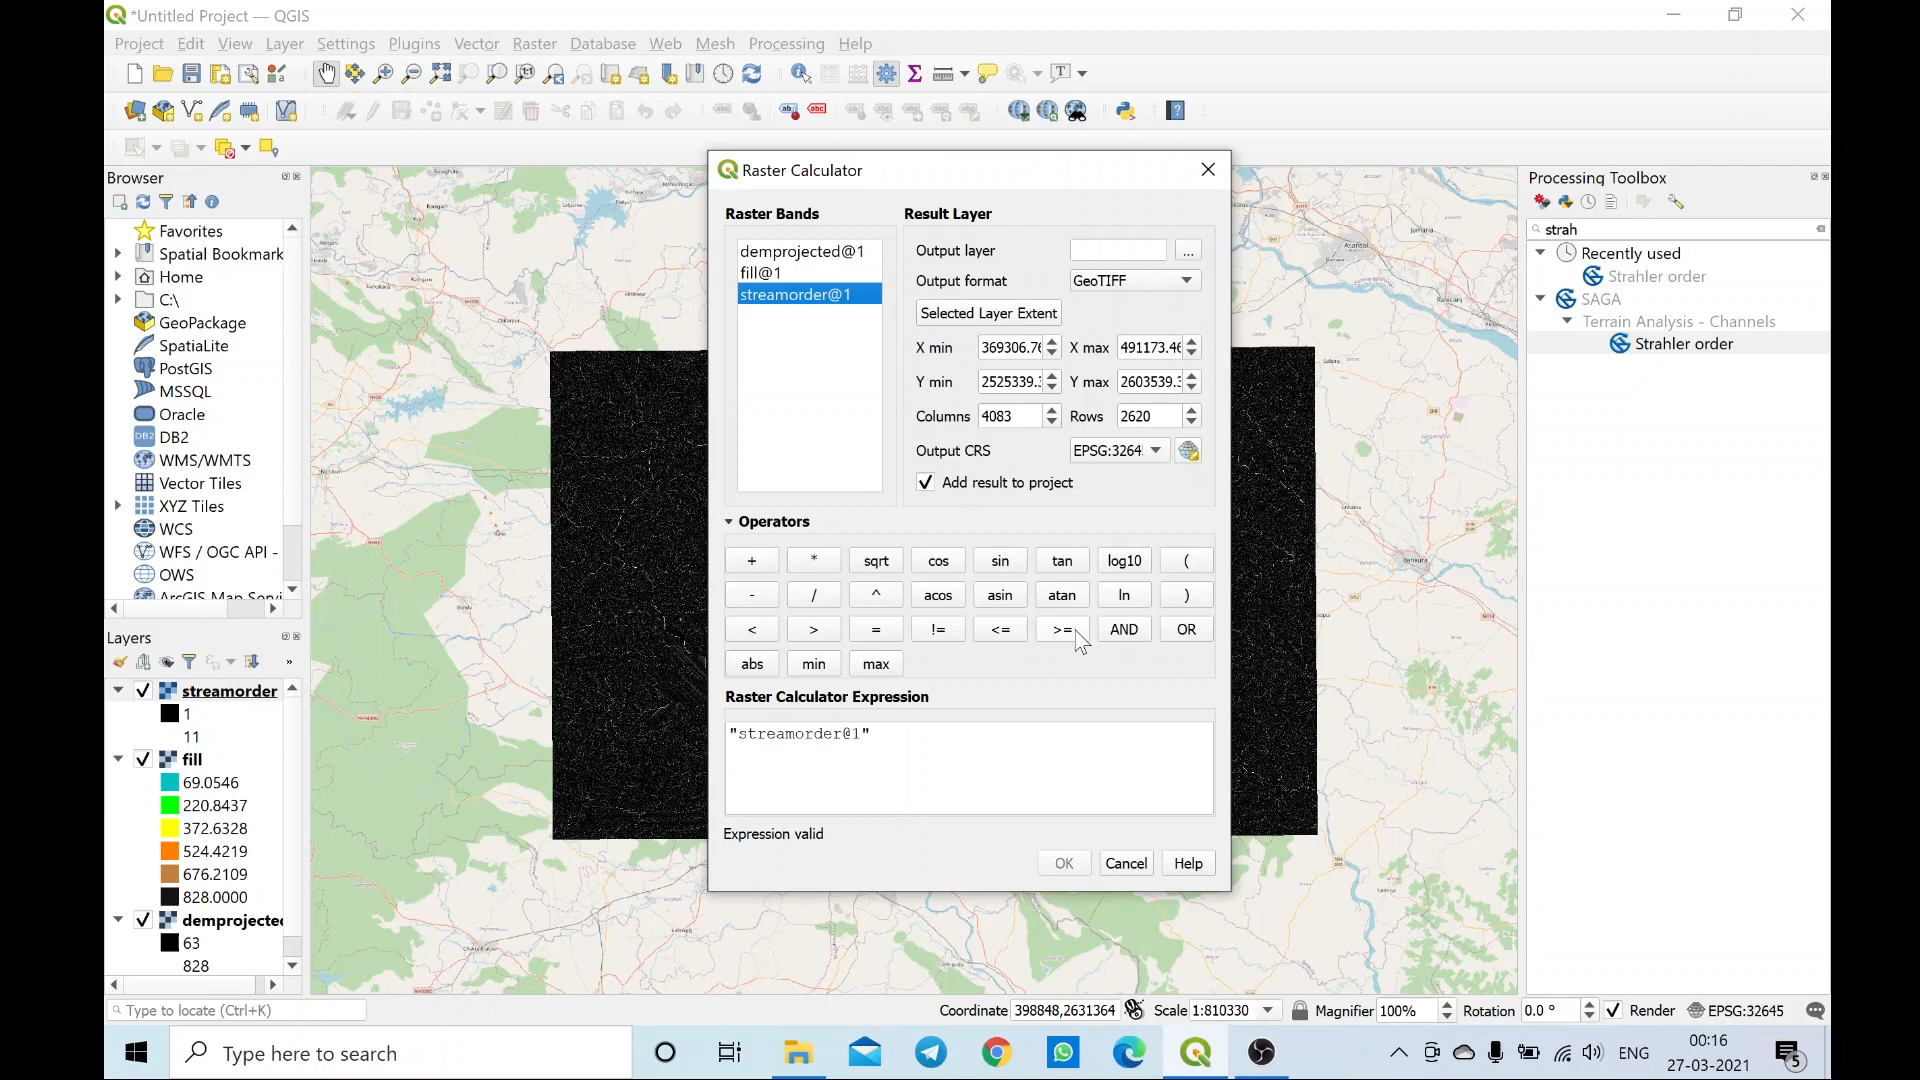 *Untitled Project — QGIS
Project Edit View Layer Settings Plugins Vector Raster Database Web Mesh Processing Help
Browser
Favorites
Spatial Bookmark
Home
C:\
GeoPackage
SpatiaLite
PostGIS
MSSQL
Oracle
DB2
WMS/WMTS
Vector Tiles
XYZ Tiles
WCS
WFS / OGC API -
OWS
ArcGIS Map Servi
Layers
streamorder
1
11
fill
69.0546
220.8437
372.6328
524.4219
676.2109
828.0000
demprojected
63
828
Raster Calculator
Raster Bands
demprojected@1
fill@1
streamorder@1
Result Layer
Output layer
...
Output format GeoTIFF
Selected Layer Extent
X min 369306.76 X max 491173.46
Y min 2525339.: Y max 2603539.:
Columns 4083 Rows 2620
Output CRS EPSG:3264
Add result to project
Operators
+ * sqrt cos sin tan log10 (
- / ^ acos asin atan ln )
< > = != <= >= AND OR
abs min max
Raster Calculator Expression
"streamorder@1"
Expression valid
OK Cancel Help
Processing Toolbox
strah
Recently used
Strahler order
SAGA
Terrain Analysis - Channels
Strahler order
Type to locate (Ctrl+K)
Coordinate 398848,2631364 Scale 1:810330 Magnifier 100% Rotation 0.0 ° Render EPSG:32645
Type here to search
ENG
00:16
27-03-2021
5